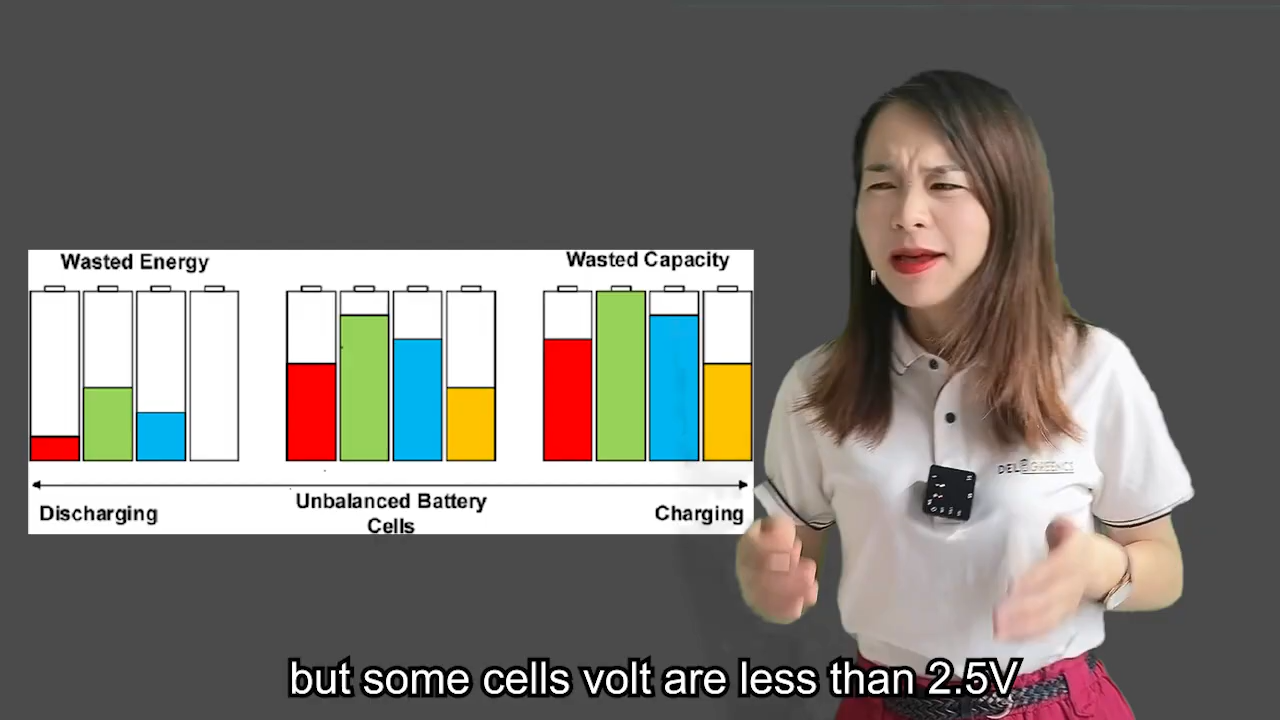 Wasted Energy
Wasted Capacity
Discharging
Unbalanced Battery
Cells
Charging
but some cells volt are less than 2.5V